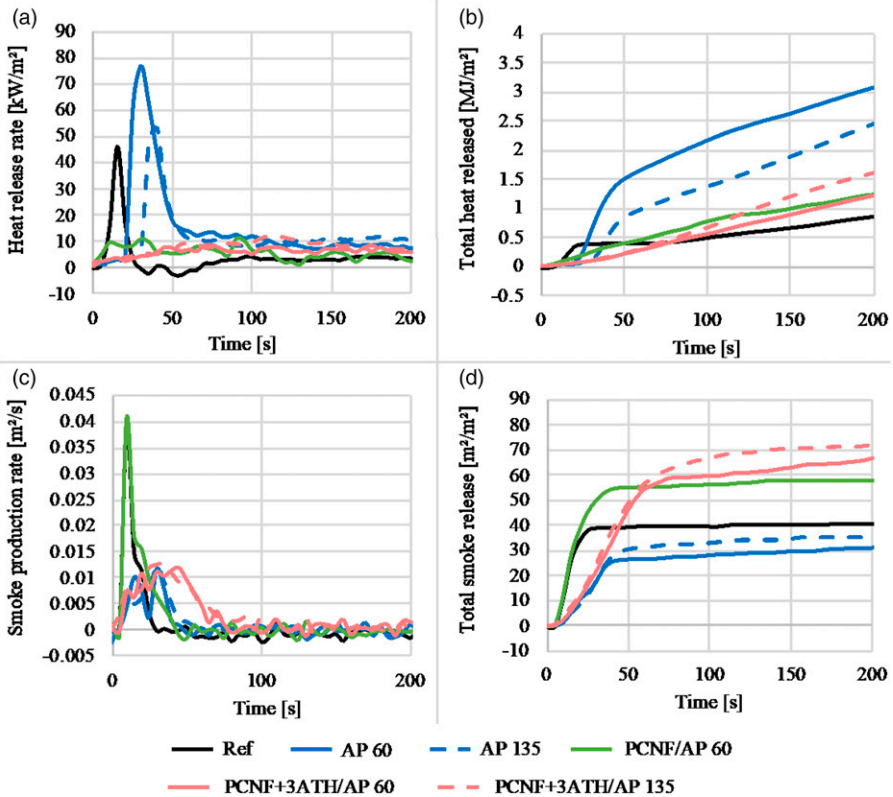 (a)
Heat release rate [kW/m²]
90
80
70
60
50
40
30
20
10
0
-10
0 50 100 150 200
Time [s]
(b)
Total heat released [MJ/m²]
4
3.5
3
2.5
2
1.5
1
0.5
0
-0.5
0 50 100 150 200
Time [s]
(c)
Smoke production rate [m²/s]
0.045
0.04
0.035
0.03
0.025
0.02
0.015
0.01
0.005
0
-0.005
0 100 200
Time [s]
(d)
Total smoke release [m²/m²]
90
80
70
60
50
40
30
20
10
0
-10
0 50 100 150 200
Time [s]
Ref AP 60 AP 135 PCNF/AP 60
PCNF+3ATH/AP 60 PCNF+3ATH/AP 135